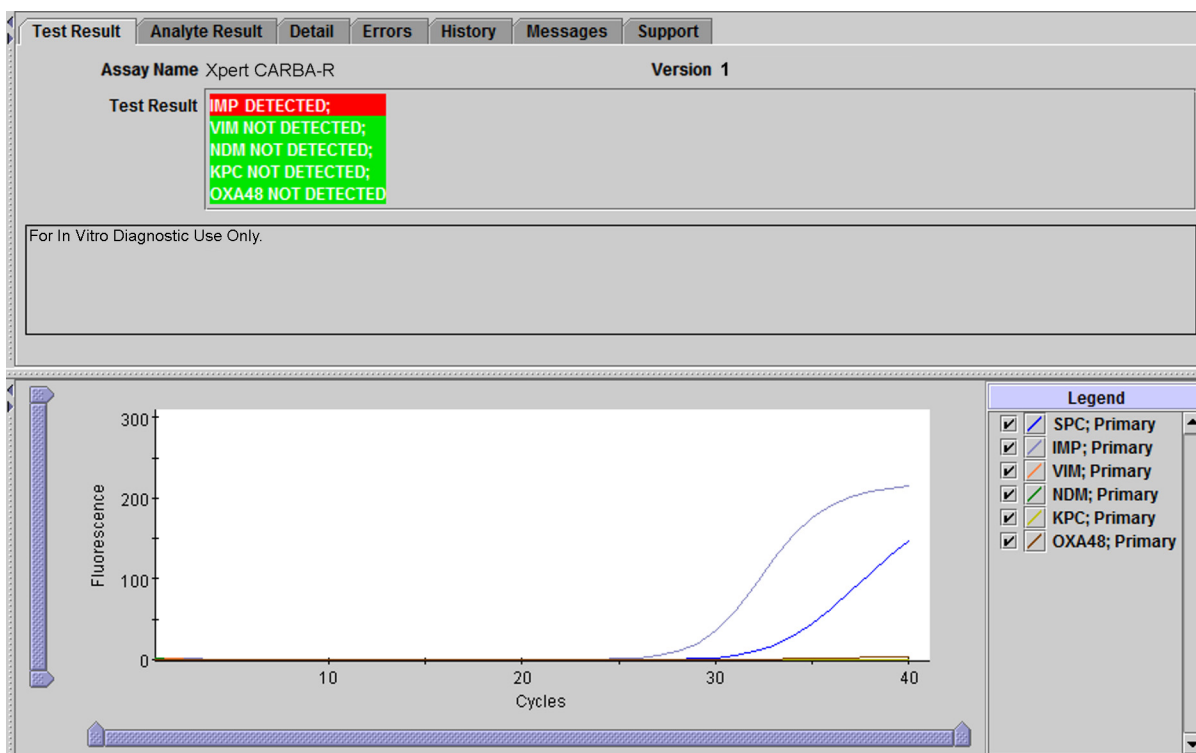 Test Result Analyte Result Detail Errors History Messages Support
Assay Name Xpert CARBA-R Version 1
Test Result IMP DETECTED;
VIM NOT DETECTED;
NDM NOT DETECTED;
KPC NOT DETECTED;
OXA48 NOT DETECTED
For In Vitro Diagnostic Use Only.
300
200
100
0
Fluorescence
10 20 30 40
Cycles
Legend
SPC; Primary
IMP; Primary
VIM; Primary
NDM; Primary
KPC; Primary
OXA48; Primary